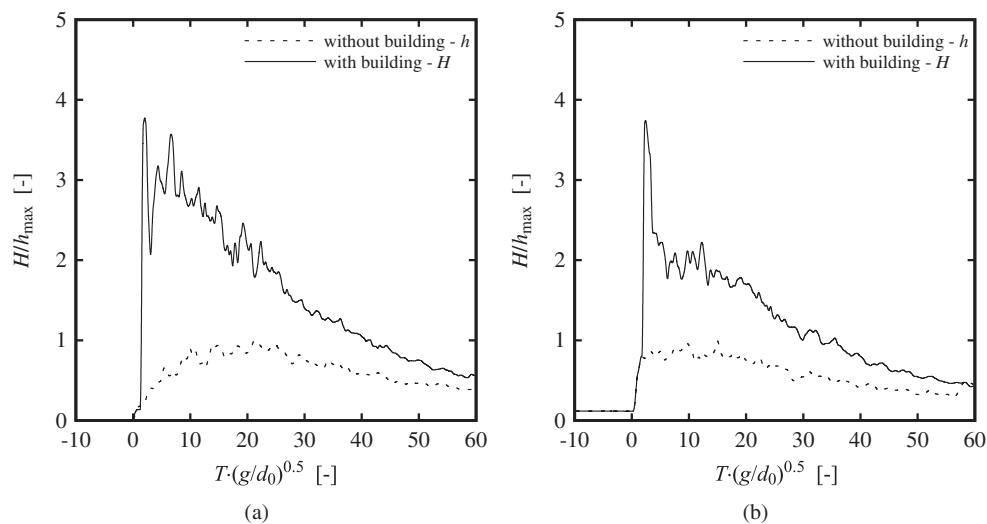 5
without building - h
with building - H
4
3
H/hmax [-]
2
1
0
-10 0 10 20 30 40 50 60
T·(g/d0)^0.5 [-]
(a)
5
without building - h
with building - H
4
3
H/hmax [-]
2
1
0
-10 0 10 20 30 40 50 60
T·(g/d0)^0.5 [-]
(b)